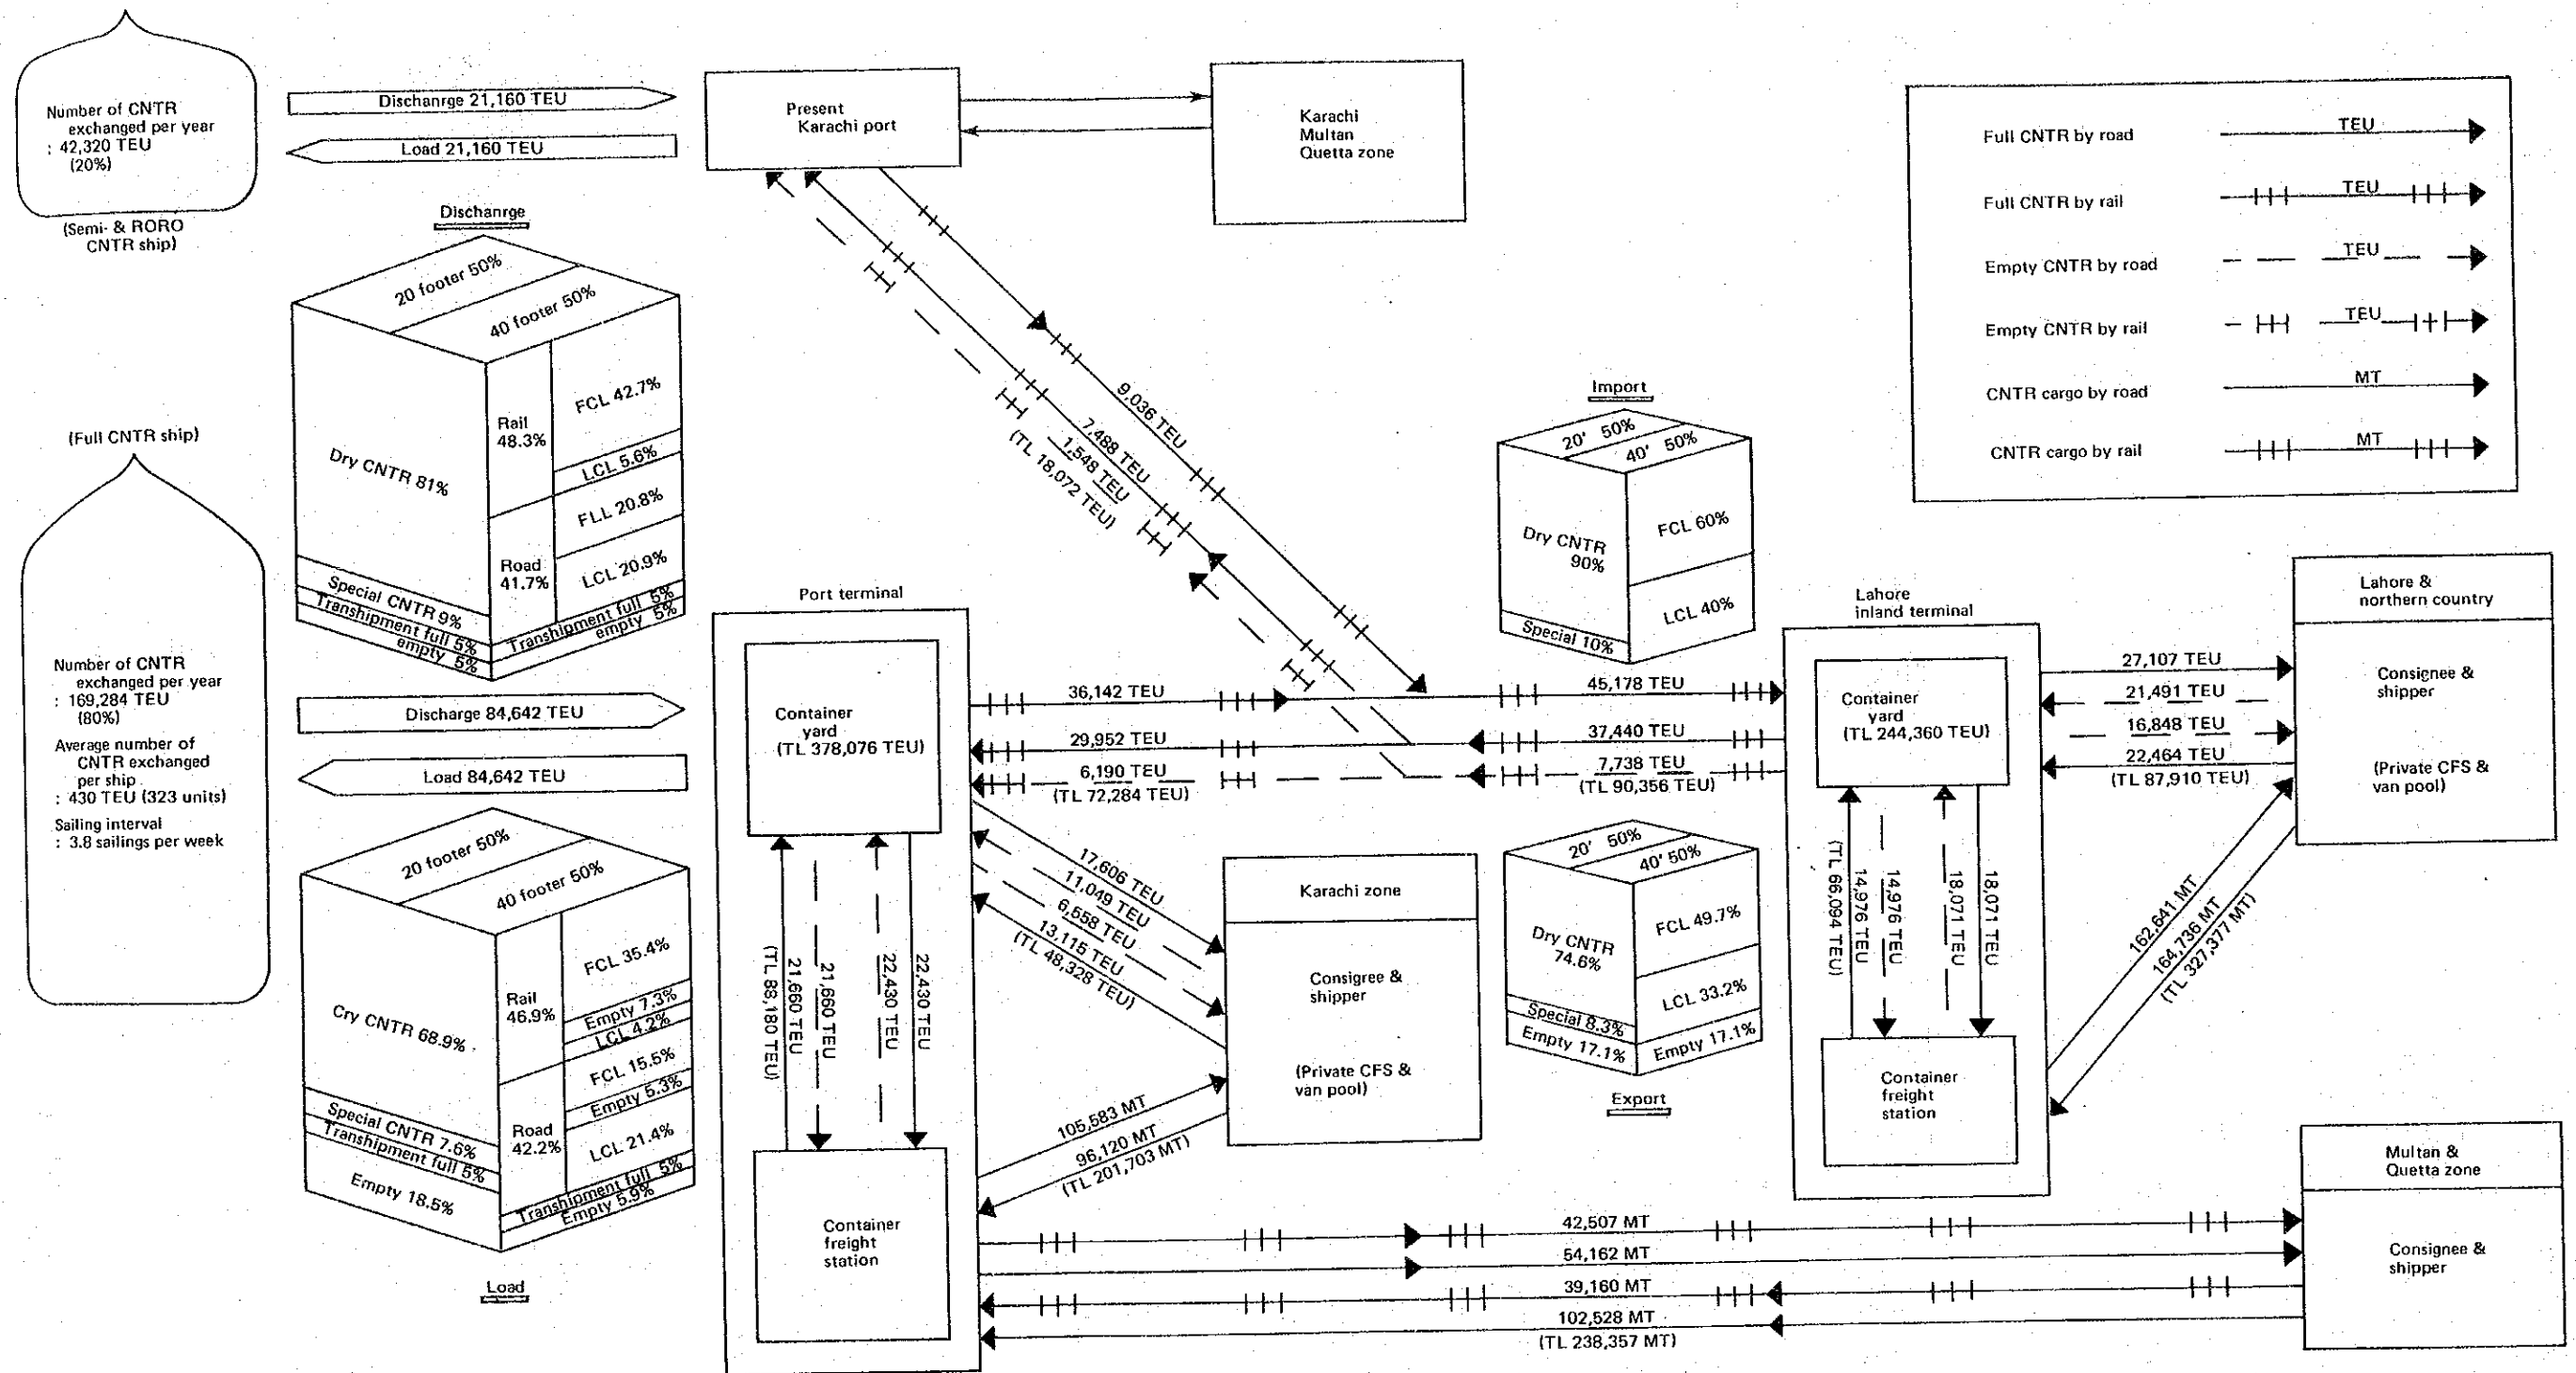 Number of CNTR
exchanged per year
: 42,320 TEU
(20%)
(Semi- & RORO
CNTR ship)
Dischanrge 21,160 TEU
Load 21,160 TEU
Present
Karachi port
Karachi
Multan
Quetta zone
Full CNTR by road
TEU
Full CNTR by rail
TEU
Empty CNTR by road
TEU
Empty CNTR by rail
TEU
CNTR cargo by road
MT
CNTR cargo by rail
MT
Dischanrge
20 footer 50%
40 footer 50%
Dry CNTR 81%
Rail
48.3%
FCL 42.7%
LCL 5.6%
FLL 20.8%
Road
41.7%
LCL 20.9%
Special CNTR 9%
Transhipment full 5%
empty 5%
Transhipment full 5%
empty 5%
9,036 TEU
7,488 TEU
1,548 TEU
(TL 18,072 TEU)
(Full CNTR ship)
Number of CNTR
exchanged per year
: 169,284 TEU
(80%)
Average number of
CNTR exchanged
per ship
: 430 TEU (323 units)
Sailing interval
: 3.8 sailings per week
Discharge 84,642 TEU
Load 84,642 TEU
20 footer 50%
40 footer 50%
Cry CNTR 68.9%
Rail
46.9%
FCL 35.4%
Empty 7.3%
LCL 4.2%
FCL 15.5%
Empty 5.3%
Road
42.2%
LCL 21.4%
Special CNTR 7.6%
Transhipment full 5%
Empty 18.5%
Transhipment full 5%
Empty 5.9%
Load
Port terminal
Container
yard
(TL 378,076 TEU)
(TL 88,180 TEU)
21,660 TEU
21,660 TEU
22,430 TEU
22,430 TEU
Container
freight
station
36,142 TEU
45,178 TEU
29,952 TEU
37,440 TEU
6,190 TEU
7,738 TEU
(TL 72,284 TEU)
(TL 90,356 TEU)
Import
20' 50%
40' 50%
Dry CNTR
90%
FCL 60%
LCL 40%
Special 10%
17,606 TEU
11,049 TEU
6,558 TEU
13,115 TEU
(TL 48,328 TEU)
Karachi zone
Consigree &
shipper
(Private CFS &
van pool)
105,583 MT
96,120 MT
(TL 201,703 MT)
20' 50%
40' 50%
Dry CNTR
74.6%
FCL 49.7%
LCL 33.2%
Special 8.3%
Empty 17.1%
Empty 17.1%
Export
Lahore
inland terminal
Container
yard
(TL 244,360 TEU)
(TL 66,094 TEU)
14,976 TEU
14,976 TEU
18,071 TEU
18,071 TEU
Container
freight
station
27,107 TEU
21,491 TEU
16,848 TEU
22,464 TEU
(TL 87,910 TEU)
Lahore &
northern country
Consignee &
shipper
(Private CFS &
van pool)
162,641 MT
164,736 MT
(TL 327,377 MT)
Multan &
Quetta zone
Consignee &
shipper
42,507 MT
54,162 MT
39,160 MT
102,528 MT
(TL 238,357 MT)